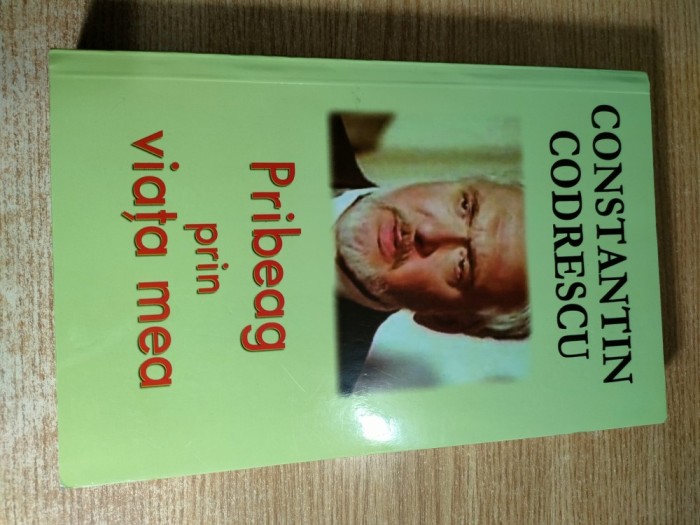 CONSTANTIN
CODRESCU
Pribeag
prin
viața mea